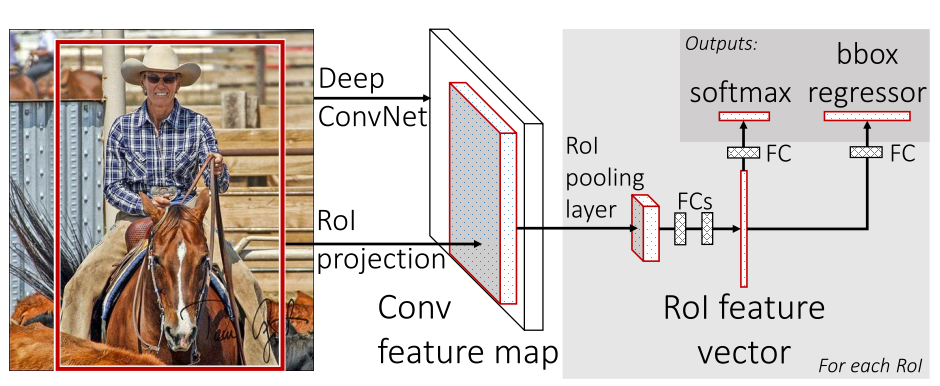 Deep
ConvNet
RoI
projection
Conv
feature map
RoI
pooling
layer
FCs
RoI feature
vector
For each RoI
Outputs:
softmax
bbox
regressor
FC
FC